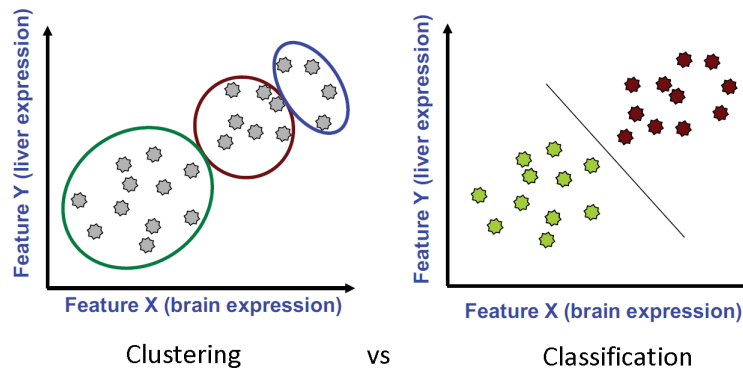 Feature Y (liver expression)
Feature X (brain expression)
Feature Y (liver expression)
Feature X (brain expression)
Clustering vs Classification